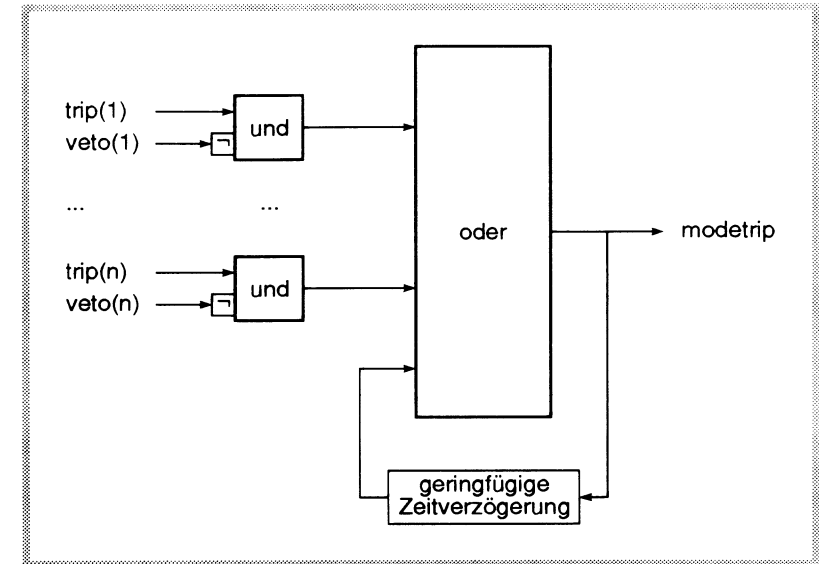 trip(1)
veto(1)
¬
und
...
...
oder
modetrip
trip(n)
veto(n)
¬
und
geringfügige
Zeitverzögerung